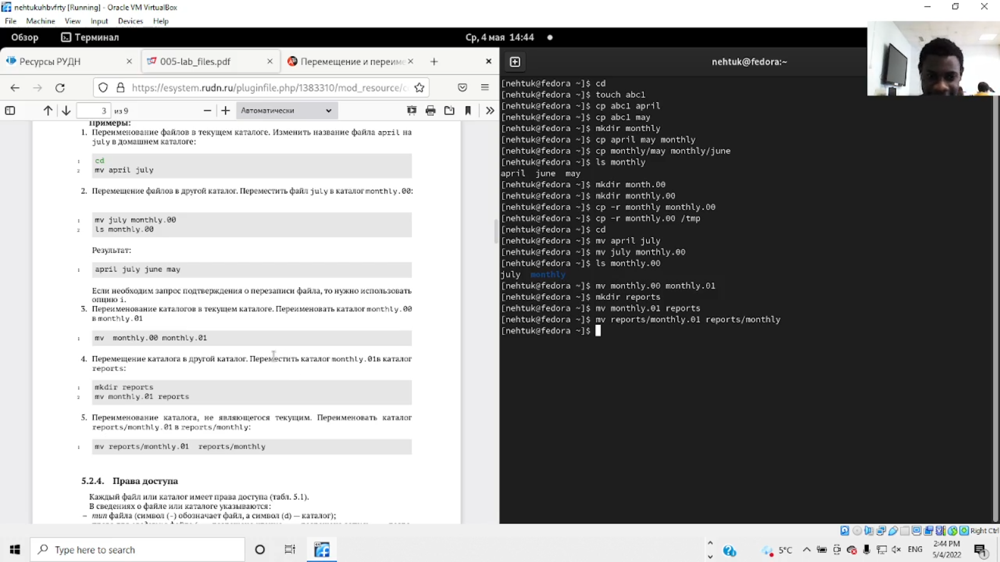 nehtukuhbvfrty [Running] - Oracle VM VirtualBox
File Machine View Input Devices Help
Обзор Терминал Ср, 4 мая 14:44
Ресурсы РУДН 005-lab_files.pdf Перемещение и переиме
https://esystem.rudn.ru/pluginfile.php/1383310/mod_resource/c
3 из 9 Автоматически
Примеры:
1. Переименование файлов в текущем каталоге. Изменить название файла april на
july в домашнем каталоге:
1 cd
2 mv april july
2. Перемещение файлов в другой каталог. Переместить файл july в каталог monthly.00:
1 mv july monthly.00
2 ls monthly.00
Результат:
1 april july june may
Если необходим запрос подтверждения о перезаписи файла, то нужно использовать
опцию i.
3. Переименование каталогов в текущем каталоге. Переименовать каталог monthly.00
в monthly.01
1 mv monthly.00 monthly.01
4. Перемещение каталога в другой каталог. Переместить каталог monthly.01в каталог
reports:
1 mkdir reports
2 mv monthly.01 reports
5. Переименование каталога, не являющегося текущим. Переименовать каталог
reports/monthly.01 в reports/monthly:
1 mv reports/monthly.01 reports/monthly
5.2.4. Права доступа
Каждый файл или каталог имеет права доступа (табл. 5.1).
В сведениях о файле или каталоге указываются:
– тип файла (символ (-) обозначает файл, а символ (d) — каталог);
nehtuk@fedora:~
[nehtuk@fedora ~]$ cd
[nehtuk@fedora ~]$ touch abc1
[nehtuk@fedora ~]$ cp abc1 april
[nehtuk@fedora ~]$ cp abc1 may
[nehtuk@fedora ~]$ mkdir monthly
[nehtuk@fedora ~]$ cp april may monthly
[nehtuk@fedora ~]$ cp monthly/may monthly/june
[nehtuk@fedora ~]$ ls monthly
april june may
[nehtuk@fedora ~]$ mkdir month.00
[nehtuk@fedora ~]$ mkdir monthly.00
[nehtuk@fedora ~]$ cp -r monthly monthly.00
[nehtuk@fedora ~]$ cp -r monthly.00 /tmp
[nehtuk@fedora ~]$ cd
[nehtuk@fedora ~]$ mv april july
[nehtuk@fedora ~]$ mv july monthly.00
[nehtuk@fedora ~]$ ls monthly.00
july monthly
[nehtuk@fedora ~]$ mv monthly.00 monthly.01
[nehtuk@fedora ~]$ mkdir reports
[nehtuk@fedora ~]$ mv monthly.01 reports
[nehtuk@fedora ~]$ mv reports/monthly.01 reports/monthly
[nehtuk@fedora ~]$
Right Ctrl
Type here to search
5°C ENG
2:44 PM
5/4/2022
1